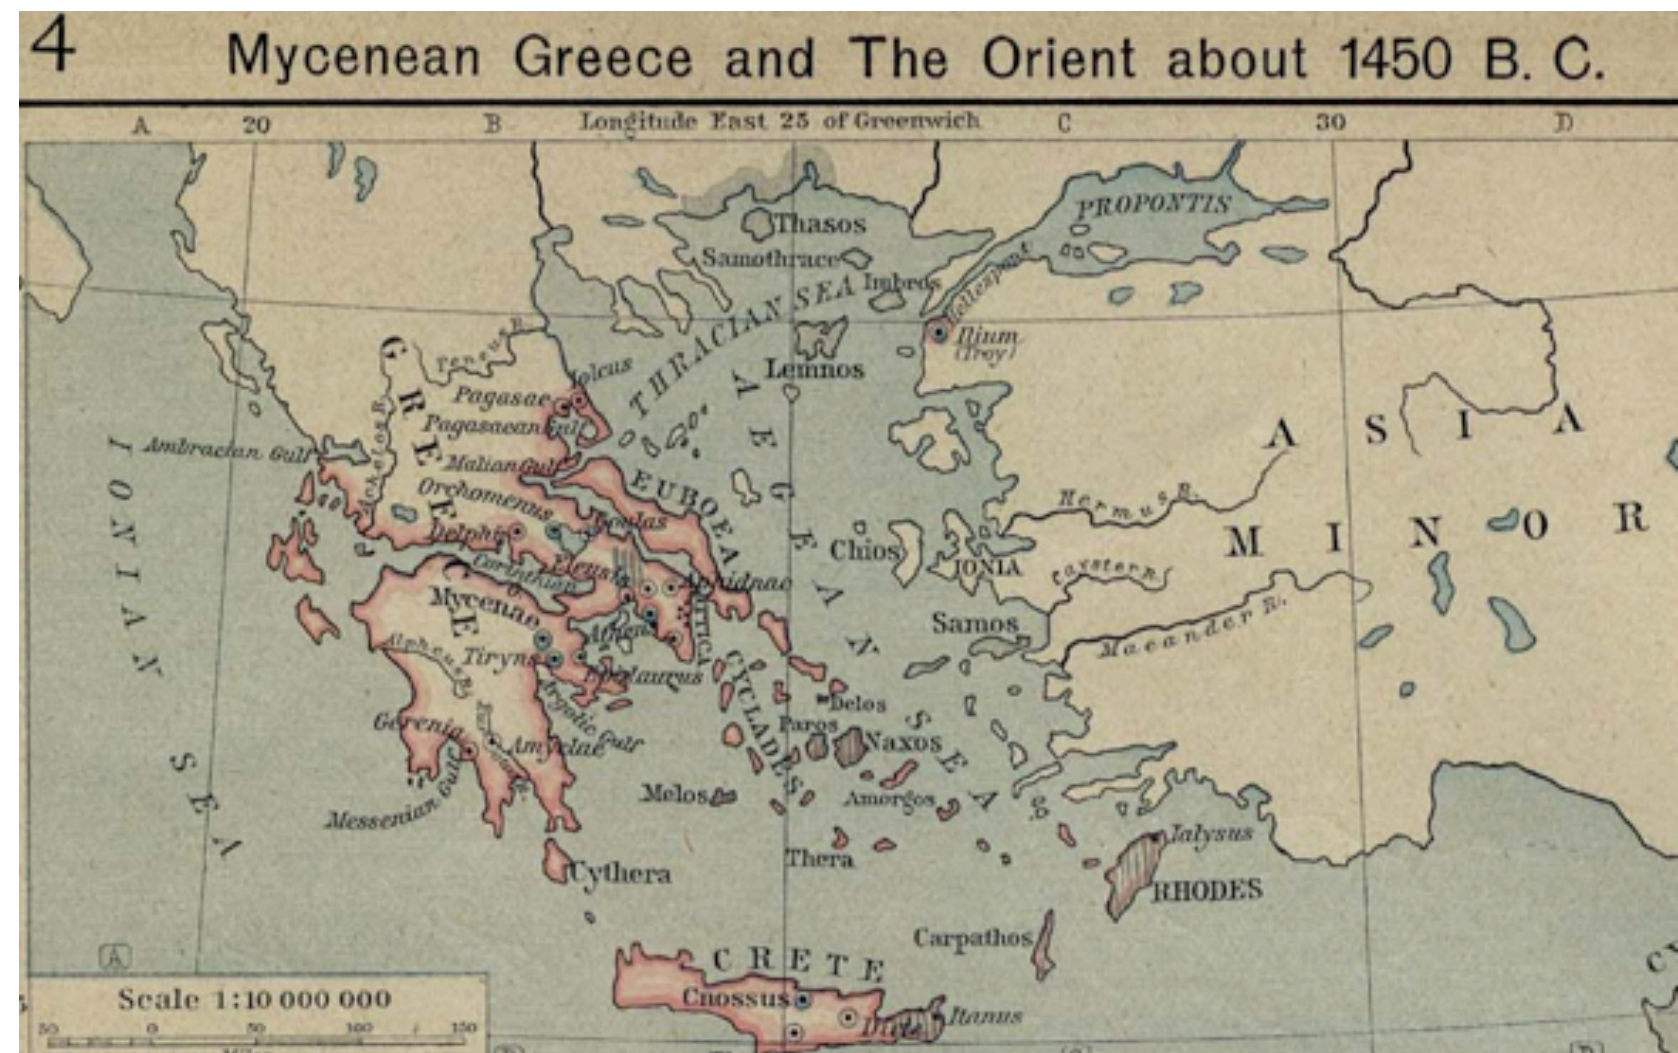 4 Mycenean Greece and The Orient about 1450 B. C.
A 20 B Longitude East 25 of Greenwich C 30 D
PROPONTIS
Thasos
Samothrace
Imbros
Hellespont
THRACIAN SEA
Ilium
(Troy)
Lemnos
Peneus R.
Iolcus
Pagasae
Pagasaean Gulf
GREECE
Ambracian Gulf
Achelous R.
Malian Gulf
Orchomenus
EUBOEA
AEGEAN SEA
ASIA
MINOR
Hermus R.
IONIAN SEA
Delphi
Chios
IONIA
Cayster R.
Corinthian G.
Eleusis
Aphidnae
Mycenae
Athens
ATTICA
Samos
Maeander R.
Alpheus R.
Tiryns
Epidaurus
CYCLADES
Argolic Gulf
Delos
Paros
Naxos
Gerenia
Amyclae
Messenian Gulf
Melos
Amorgos
Thera
Ialysus
Cythera
RHODES
Carpathos
A
CRETE
Cnossus
Itanus
CY
Scale 1:10 000 000
50 0 50 100 150